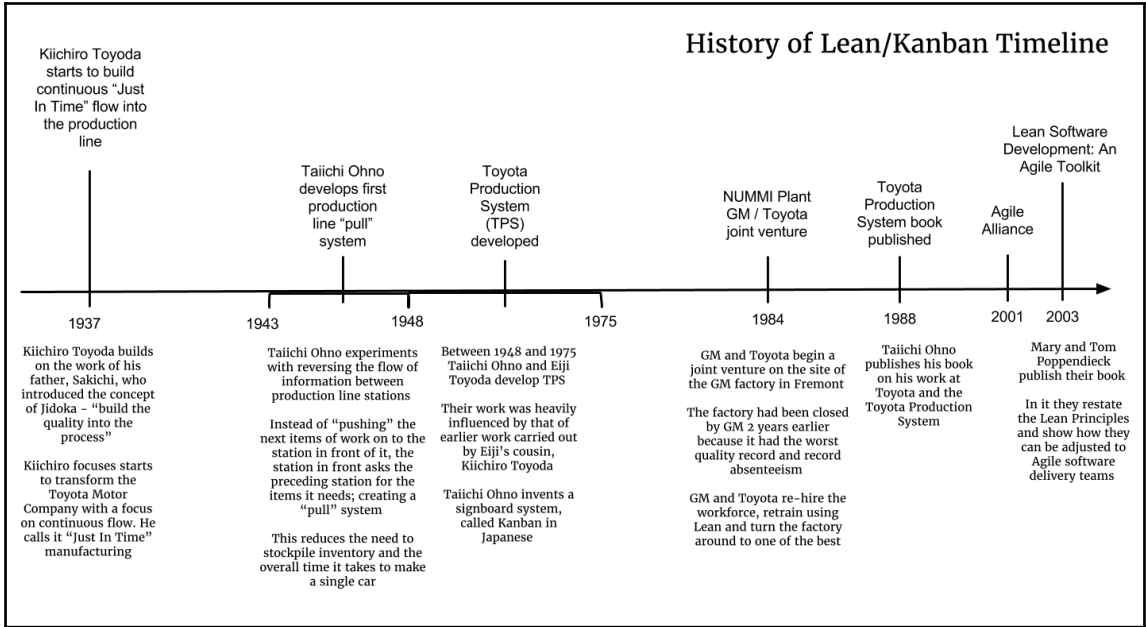 History of Lean/Kanban Timeline
Kiichiro Toyoda
starts to build
continuous “Just
In Time” flow into
the production
line
Taiichi Ohno
develops first
production
line “pull”
system
Toyota
Production
System
(TPS)
developed
NUMMI Plant
GM / Toyota
joint venture
Toyota
Production
System book
published
Agile
Alliance
Lean Software
Development: An
Agile Toolkit
1937
1943
1948
1975
1984
1988
2001
2003
Kiichiro Toyoda builds
on the work of his
father, Sakichi, who
introduced the concept
of Jidoka - “build the
quality into the
process”
Kiichiro focuses starts
to transform the
Toyota Motor
Company with a focus
on continuous flow. He
calls it “Just In Time”
manufacturing
Taiichi Ohno experiments
with reversing the flow of
information between
production line stations
Instead of “pushing” the
next items of work on to the
station in front of it, the
station in front asks the
preceding station for the
items it needs; creating a
“pull” system
This reduces the need to
stockpile inventory and the
overall time it takes to make
a single car
Between 1948 and 1975
Taiichi Ohno and Eiji
Toyoda develop TPS
Their work was heavily
influenced by that of
earlier work carried out
by Eiji’s cousin,
Kiichiro Toyoda
Taiichi Ohno invents a
signboard system,
called Kanban in
Japanese
GM and Toyota begin a
joint venture on the site of
the GM factory in Fremont
The factory had been closed
by GM 2 years earlier
because it had the worst
quality record and record
absenteeism
GM and Toyota re-hire the
workforce, retrain using
Lean and turn the factory
around to one of the best
Taiichi Ohno
publishes his book
on his work at
Toyota and the
Toyota Production
System
Mary and Tom
Poppendieck
publish their book
In it they restate
the Lean Principles
and show how they
can be adjusted to
Agile software
delivery teams